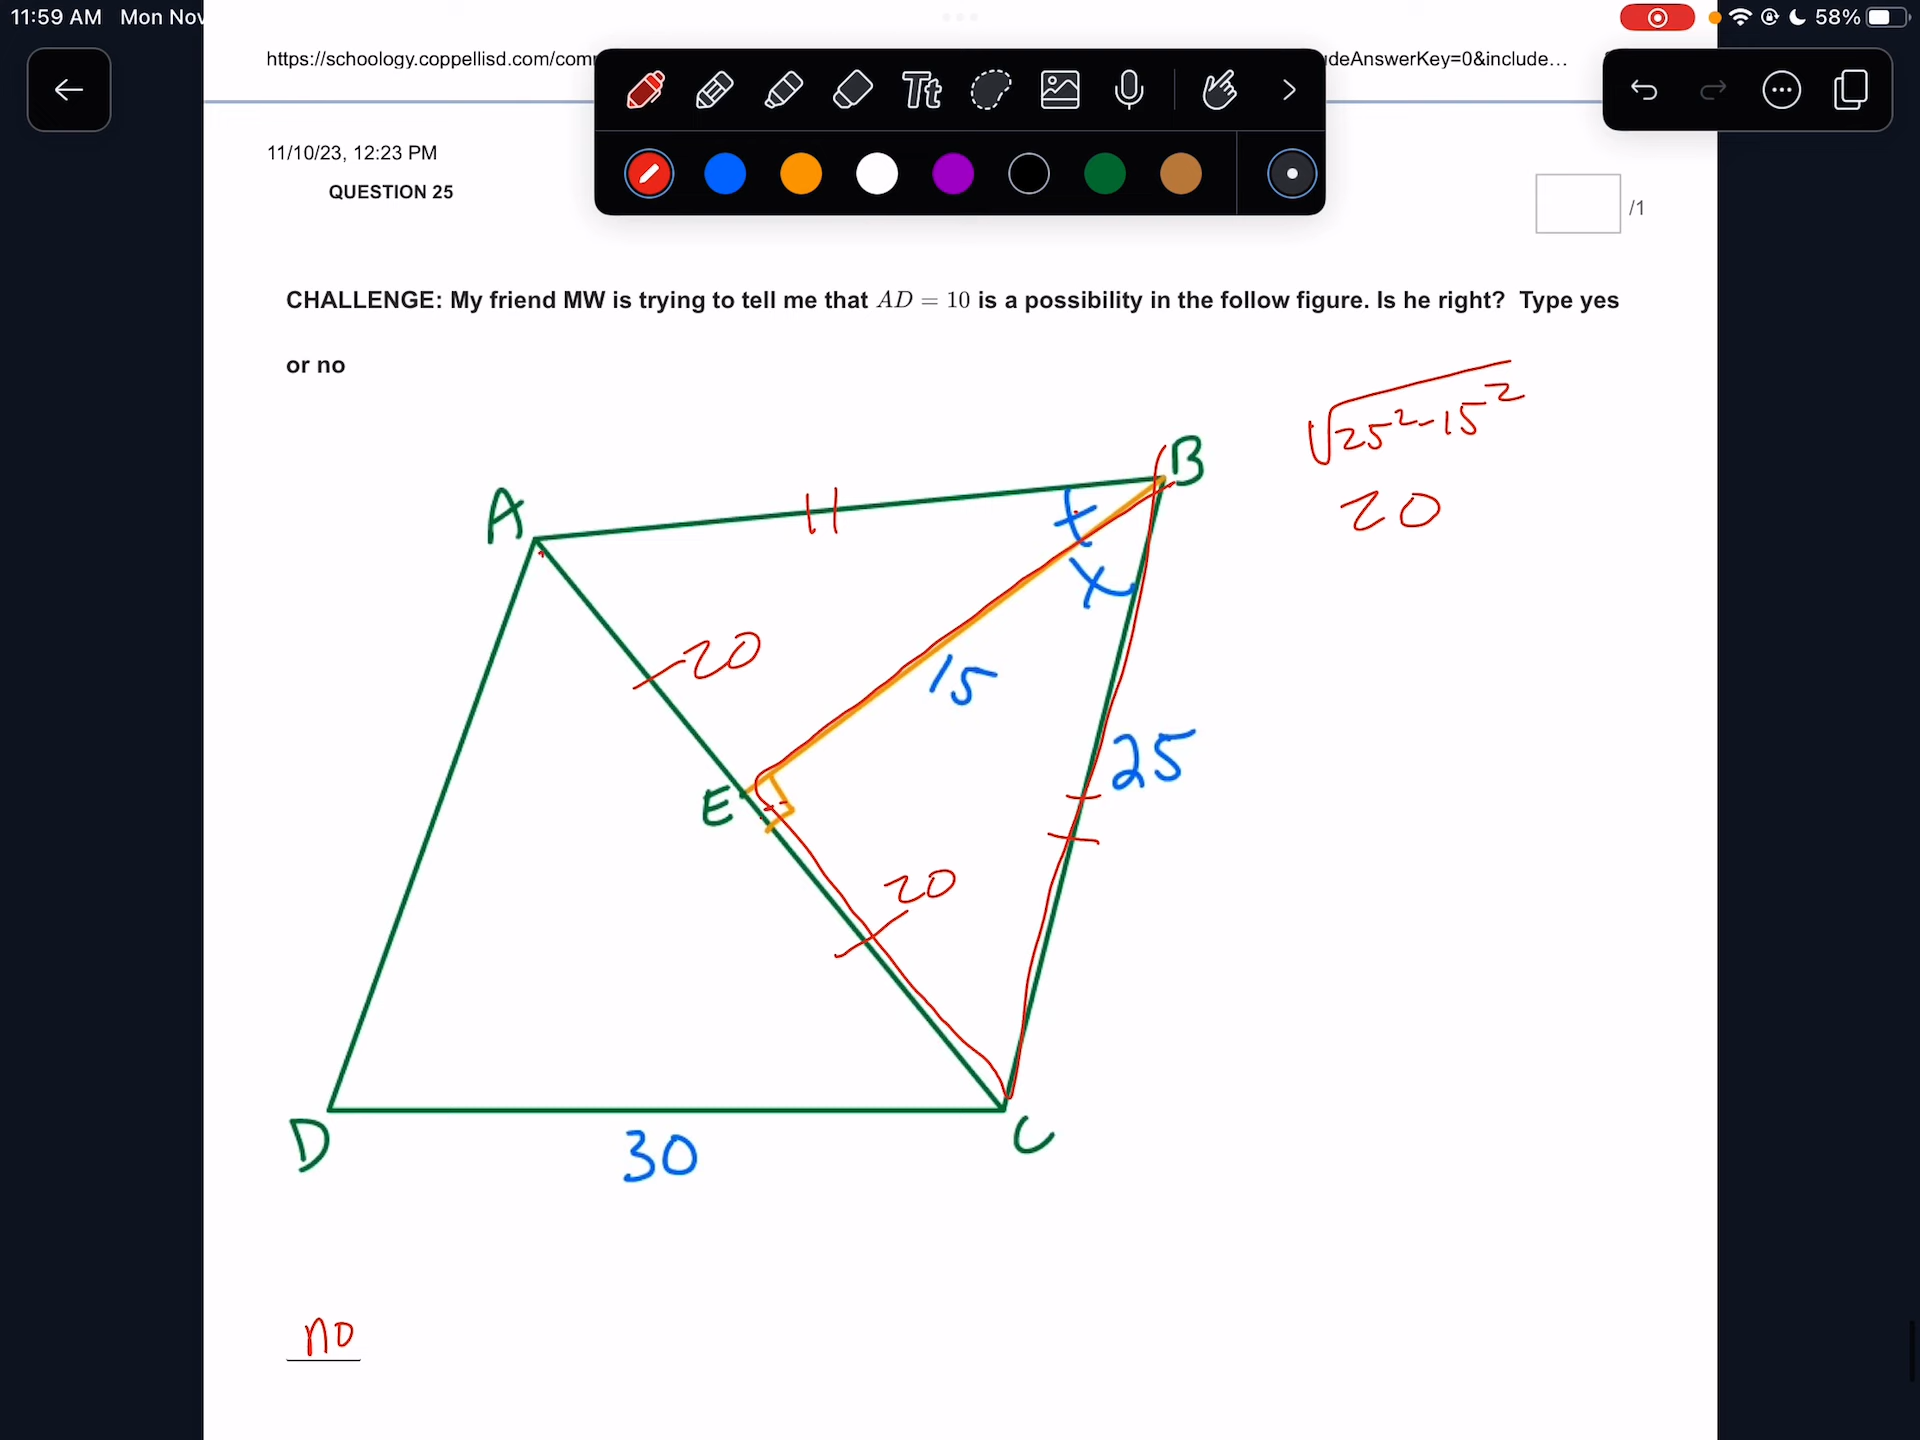 11:59 AM Mon Nov
58%
https://schoology.coppellisd.com/com
deAnswerKey=0&include...
11/10/23, 12:23 PM
QUESTION 25
/1
Tt
CHALLENGE: My friend MW is trying to tell me that AD = 10 is a possibility in the follow figure. Is he right? Type yes
or no
√25²-15²
20
A
B
x
x
20
15
25
E
20
D
C
30
no